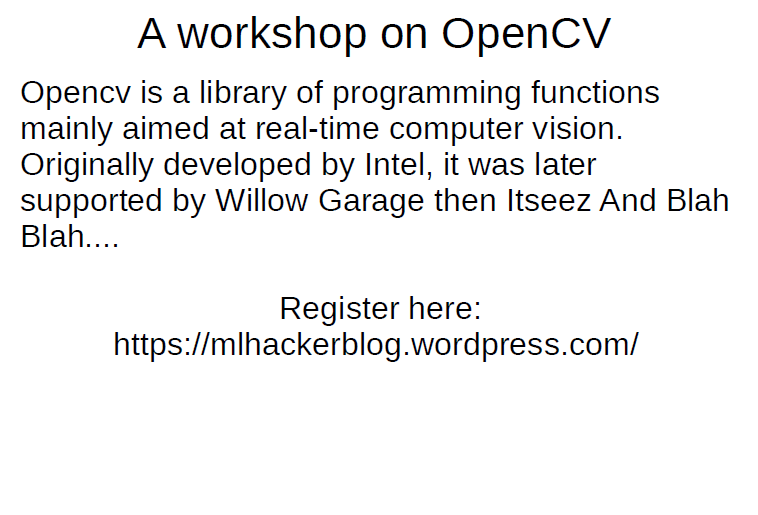 A workshop on OpenCV
Opencv is a library of programming functions
mainly aimed at real-time computer vision.
Originally developed by Intel, it was later
supported by Willow Garage then Itseez And Blah
Blah....
Register here:
https://mlhackerblog.wordpress.com/